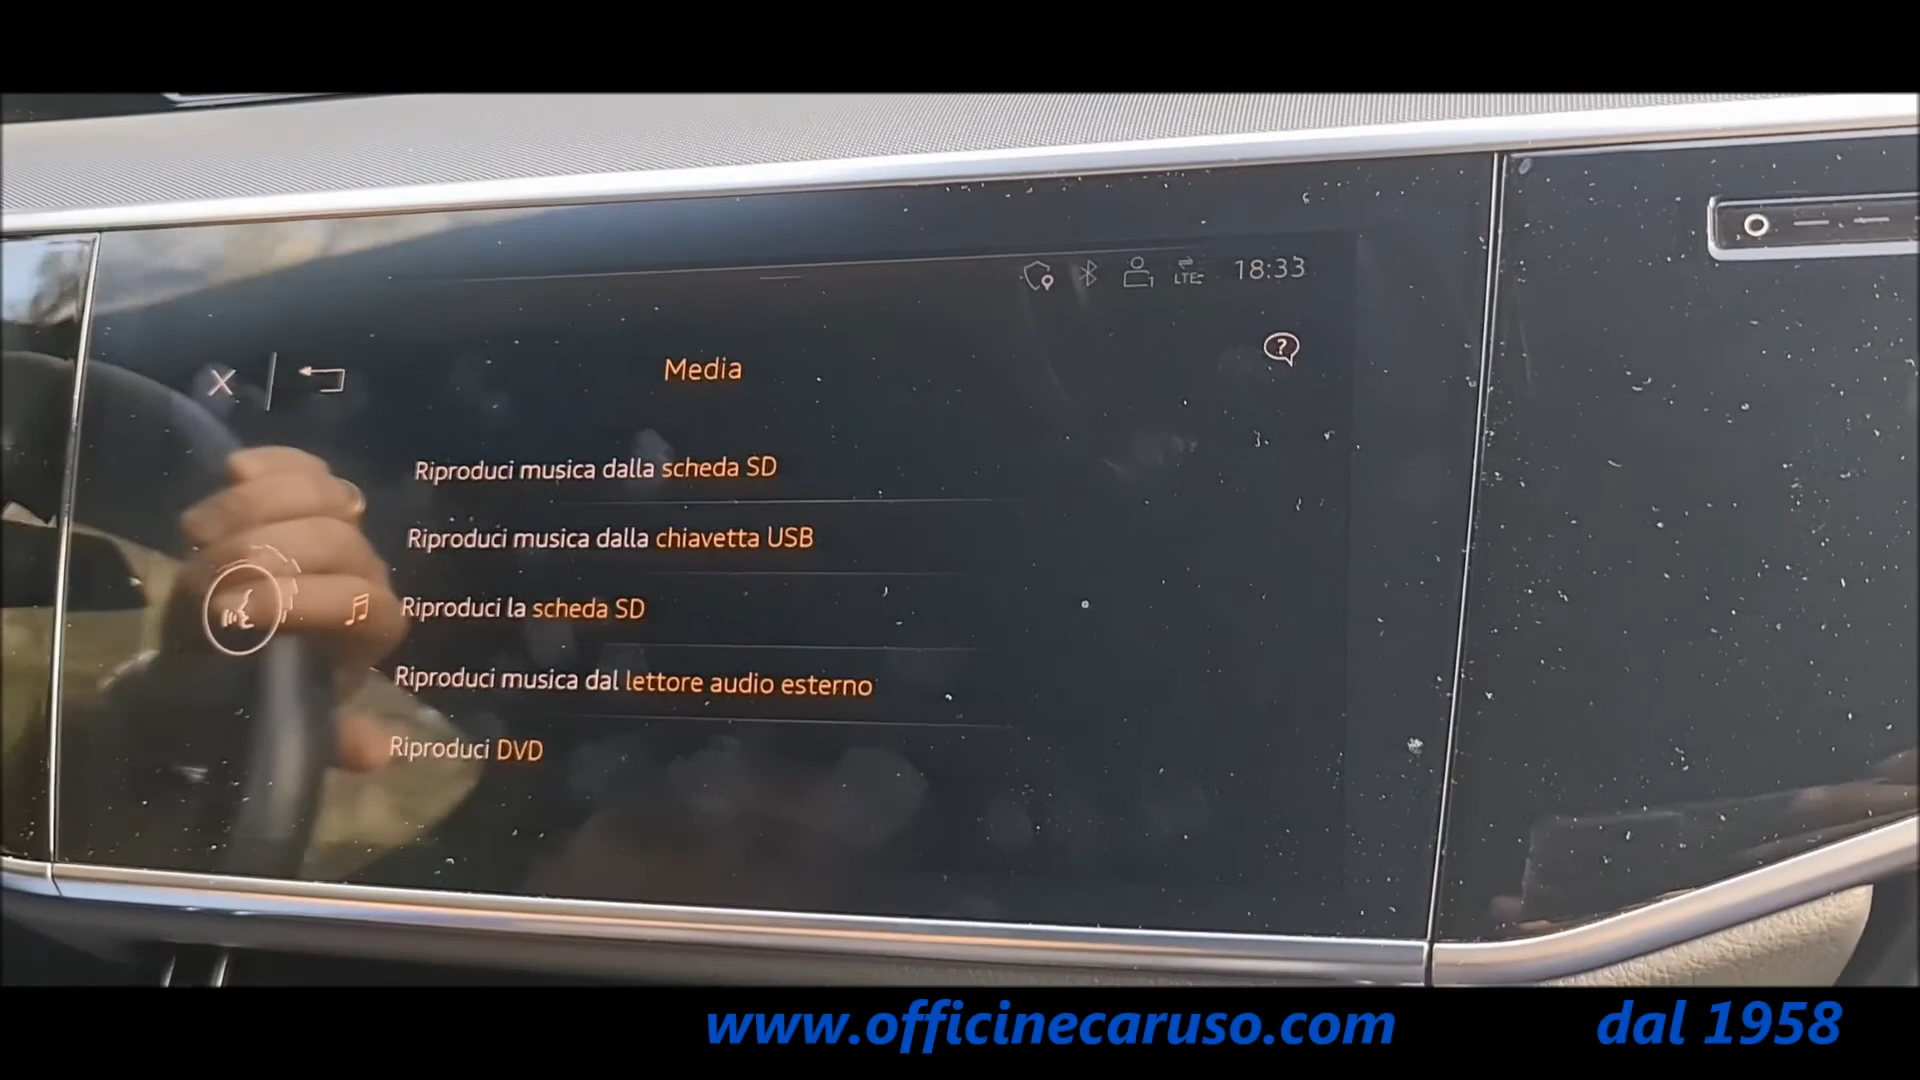 LTE
18:33
Media
Riproduci musica dalla scheda SD
Riproduci musica dalla chiavetta USB
Riproduci la scheda SD
Riproduci musica dal lettore audio esterno
Riproduci DVD
www.officinecaruso.com dal 1958